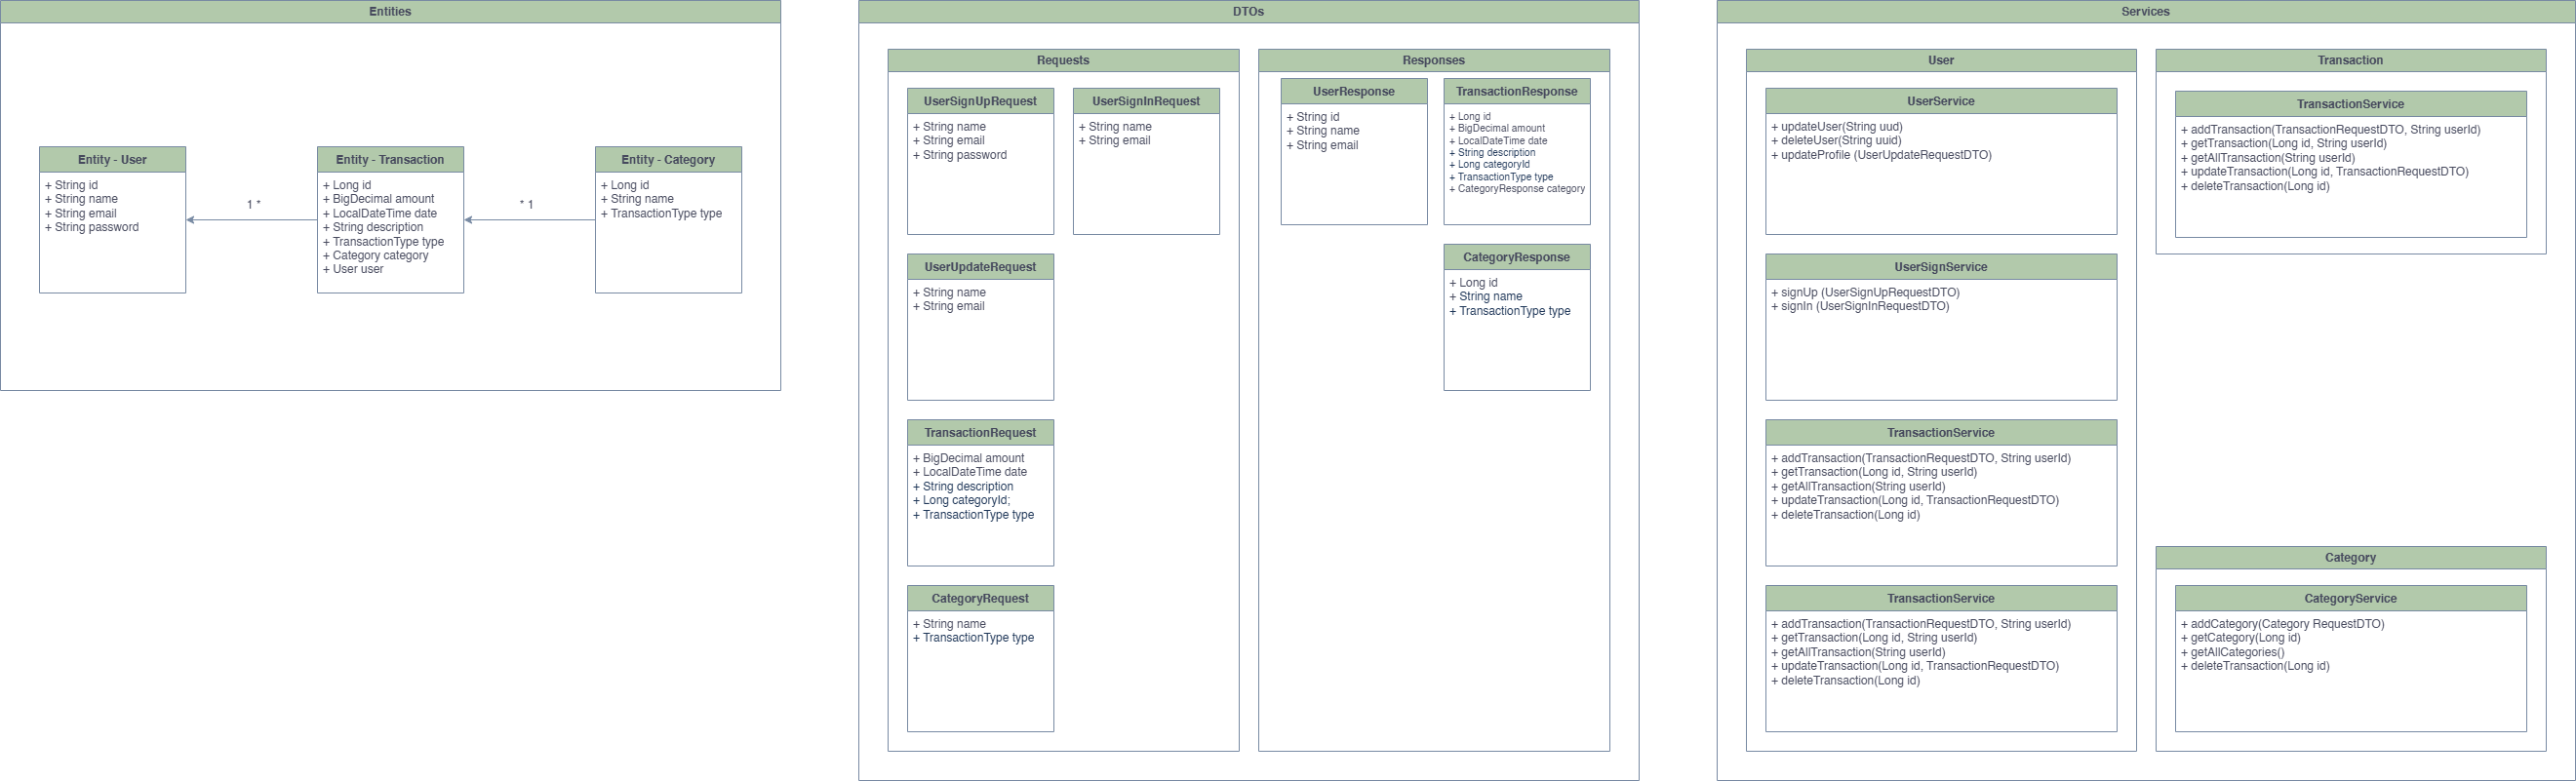 Entities
Entity - User
+ String id
+ String name
+ String email
+ String password
1 *
Entity - Transaction
+ Long id
+ BigDecimal amount
+ LocalDateTime date
+ String description
+ TransactionType type
+ Category category
+ User user
* 1
Entity - Category
+ Long id
+ String name
+ TransactionType type
DTOs
Requests
UserSignUpRequest
+ String name
+ String email
+ String password
UserSignInRequest
+ String name
+ String email
UserUpdateRequest
+ String name
+ String email
TransactionRequest
+ BigDecimal amount
+ LocalDateTime date
+ String description
+ Long categoryId;
+ TransactionType type
CategoryRequest
+ String name
+ TransactionType type
Responses
UserResponse
+ String id
+ String name
+ String email
TransactionResponse
+ Long id
+ BigDecimal amount
+ LocalDateTime date
+ String description
+ Long categoryId
+ TransactionType type
+ CategoryResponse category
CategoryResponse
+ Long id
+ String name
+ TransactionType type
Services
User
UserService
+ updateUser(String uud)
+ deleteUser(String uuid)
+ updateProfile (UserUpdateRequestDTO)
UserSignService
+ signUp (UserSignUpRequestDTO)
+ signIn (UserSignInRequestDTO)
TransactionService
+ addTransaction(TransactionRequestDTO, String userId)
+ getTransaction(Long id, String userId)
+ getAllTransaction(String userId)
+ updateTransaction(Long id, TransactionRequestDTO)
+ deleteTransaction(Long id)
TransactionService
+ addTransaction(TransactionRequestDTO, String userId)
+ getTransaction(Long id, String userId)
+ getAllTransaction(String userId)
+ updateTransaction(Long id, TransactionRequestDTO)
+ deleteTransaction(Long id)
Transaction
TransactionService
+ addTransaction(TransactionRequestDTO, String userId)
+ getTransaction(Long id, String userId)
+ getAllTransaction(String userId)
+ updateTransaction(Long id, TransactionRequestDTO)
+ deleteTransaction(Long id)
Category
CategoryService
+ addCategory(Category RequestDTO)
+ getCategory(Long id)
+ getAllCategories()
+ deleteTransaction(Long id)